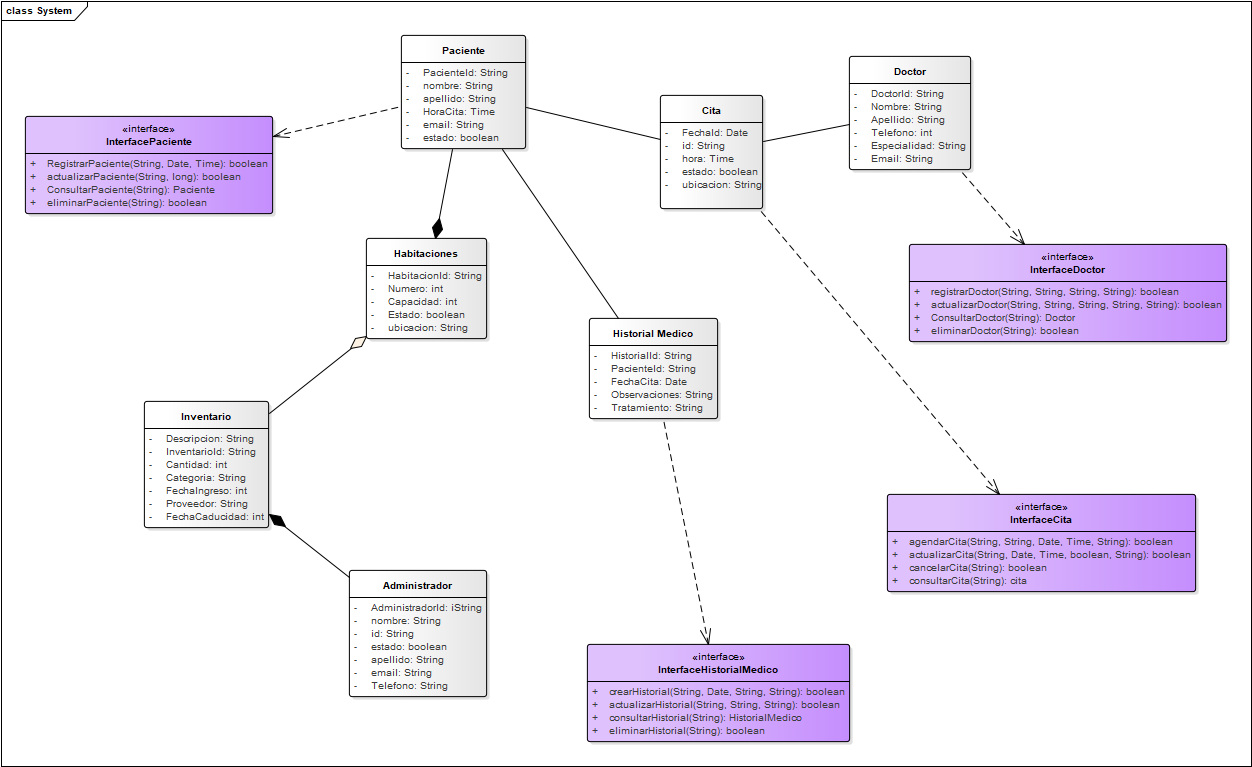 class System
Paciente
- PacienteId: String
- nombre: String
- apellido: String
- HoraCita: Time
- email: String
- estado: boolean
Doctor
- DoctorId: String
- Nombre: String
- Apellido: String
- Telefono: int
- Especialidad: String
- Email: String
Cita
- FechaId: Date
- id: String
- hora: Time
- estado: boolean
- ubicacion: String
«interface»
InterfacePaciente
+ RegistrarPaciente(String, Date, Time): boolean
+ actualizarPaciente(String, long): boolean
+ ConsultarPaciente(String): Paciente
+ eliminarPaciente(String): boolean
Habitaciones
- HabitacionId: String
- Numero: int
- Capacidad: int
- Estado: boolean
- ubicacion: String
«interface»
InterfaceDoctor
+ registrarDoctor(String, String, String, String): boolean
+ actualizarDoctor(String, String, String, String, String): boolean
+ ConsultarDoctor(String): Doctor
+ eliminarDoctor(String): boolean
Historial Medico
- HistorialId: String
- PacienteId: String
- FechaCita: Date
- Observaciones: String
- Tratamiento: String
Inventario
- Descripcion: String
- InventarioId: String
- Cantidad: int
- Categoria: String
- FechaIngreso: int
- Proveedor: String
- FechaCaducidad: int
«interface»
InterfaceCita
+ agendarCita(String, String, Date, Time, String): boolean
+ actualizarCita(String, Date, Time, boolean, String): boolean
+ cancelarCita(String): boolean
+ consultarCita(String): cita
Administrador
- AdministradorId: iString
- nombre: String
- id: String
- estado: boolean
- apellido: String
- email: String
- Telefono: String
«interface»
InterfaceHistorialMedico
+ crearHistorial(String, Date, String, String): boolean
+ actualizarHistorial(String, String, String): boolean
+ consultarHistorial(String): HistorialMedico
+ eliminarHistorial(String): boolean